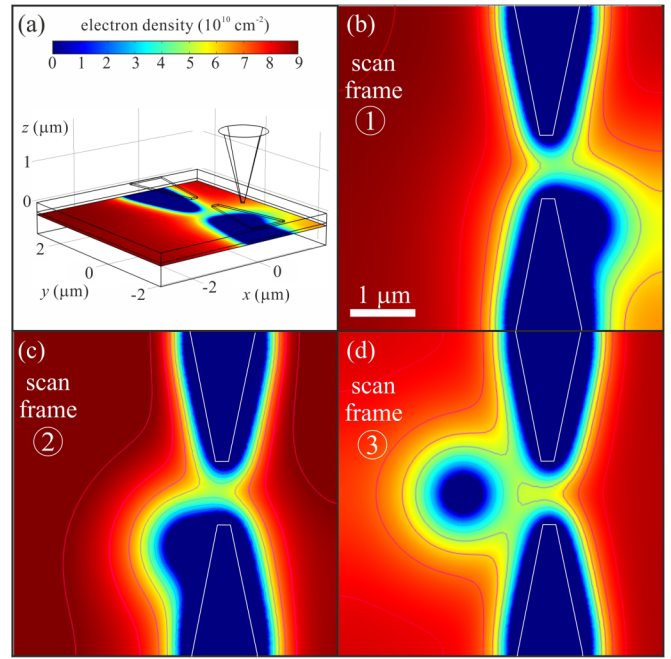 (a)
electron density (10¹⁰ cm⁻²)
0 1 2 3 4 5 6 7 8 9
z (μm)
1
0
2
0
-2
y (μm)
-2
0
x (μm)
(b)
scan
frame
①
1 μm
(c)
scan
frame
②
(d)
scan
frame
③